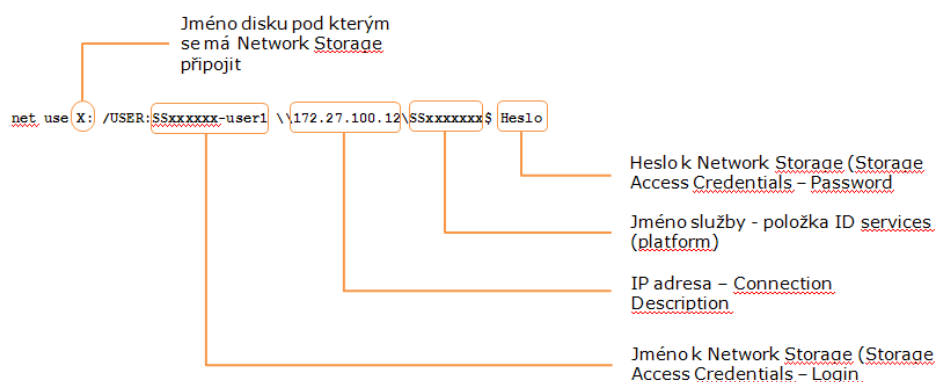 Jméno disku pod kterým
se má Network Storage
připojit
net use X: /USER:SSxxxxxx-user1 \\172.27.100.12\SSxxxxxxx$ Heslo
Heslo k Network Storage (Storage
Access Credentials – Password
Jméno služby - položka ID services
(platform)
IP adresa – Connection
Description
Jméno k Network Storage (Storage
Access Credentials – Login